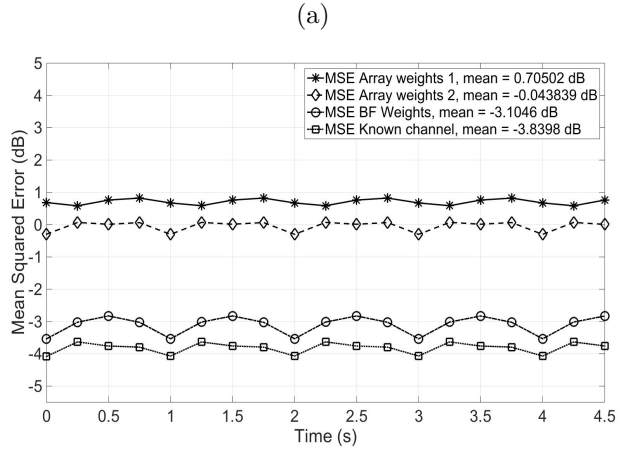 (a)
5
4
3
2
1
0
-1
-2
-3
-4
-5
Mean Squared Error (dB)
MSE Array weights 1, mean = 0.70502 dB
MSE Array weights 2, mean = -0.043839 dB
MSE BF Weights, mean = -3.1046 dB
MSE Known channel, mean = -3.8398 dB
0 0.5 1 1.5 2 2.5 3 3.5 4 4.5
Time (s)